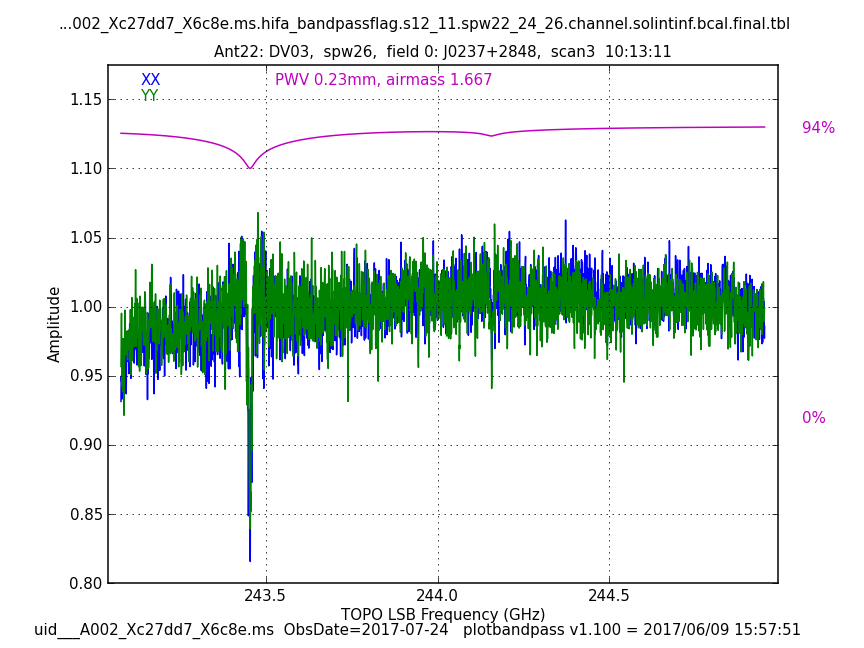 ...002_Xc27dd7_X6c8e.ms.hifa_bandpassflag.s12_11.spw22_24_26.channel.solintinf.bcal.final.tbl
Ant22: DV03, spw26, field 0: J0237+2848, scan3 10:13:11
XX
YY
PWV 0.23mm, airmass 1.667
94%
0%
1.15
1.10
1.05
1.00
0.95
0.90
0.85
0.80
Amplitude
243.5 244.0 244.5
TOPO LSB Frequency (GHz)
uid___A002_Xc27dd7_X6c8e.ms ObsDate=2017-07-24 plotbandpass v1.100 = 2017/06/09 15:57:51